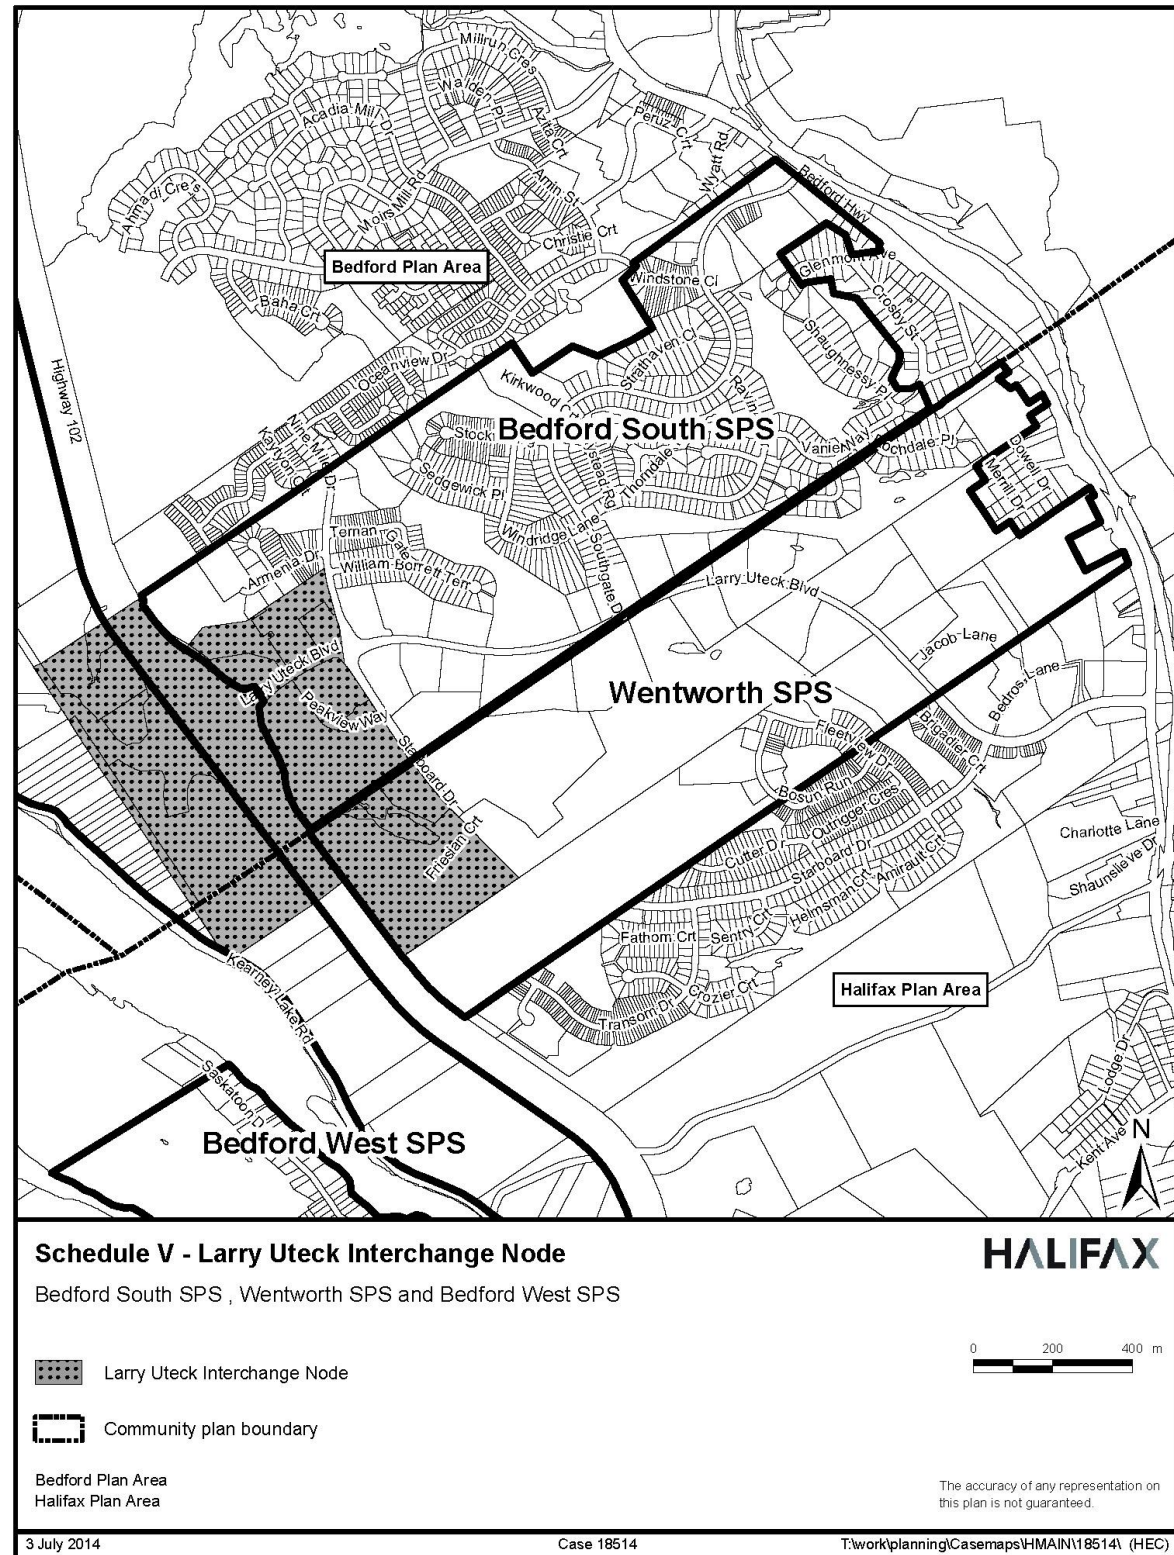 Millrun Cres
Walden Pl
Azita Crt
Acadia Mill Dr
Peruz Crt
Wyatt Rd
Ahmadi Cres
Moirs Mill Rd
Amin St
Bedford Hwy
Christie Crt
Bedford Plan Area
Glenmont Ave
Windstone Cl
Crosby St
Baha Crt
Shaughnessy Pl
Strathaven Cl
Oceanview Dr
Highway 102
Kirkwood
Ravin
Nine Mile Dr
Stock
Bedford South SPS
Vanier Way
Rochdale Pl
Sedgewick Pl
Thorndale
Dowell Dr
Merrill Dr
Windridge Lane
Southgate D
Ternan
Gate
Armenia Dr
William Borrett Terr
Larry Uteck Blvd
Jacob Lane
Larry Uteck Blvd
Wentworth SPS
Bedros Lane
Peakview Way
Brigadier Crt
Fleetview Dr
Starboard Dr
Bosun Run
Outrigger Cres
Friesian Crt
Cutter Dr
Starboard Dr
Charlotte Lane
Amirault Crt
Helmsman Crt
Shaunslieve Dr
Fathom Crt
Sentry Crt
Kearney Lake Rd
Crozier Crt
Halifax Plan Area
Transom Dr
Lodge Dr
Saskatoon D
Bedford West SPS
Kent Ave
N
Schedule V - Larry Uteck Interchange Node
HALIFAX
Bedford South SPS , Wentworth SPS and Bedford West SPS
0 200 400 m
Larry Uteck Interchange Node
Community plan boundary
Bedford Plan Area
Halifax Plan Area
The accuracy of any representation on
this plan is not guaranteed.
3 July 2014
Case 18514
T:\work\planning\Casemaps\HMAIN\18514\ (HEC)